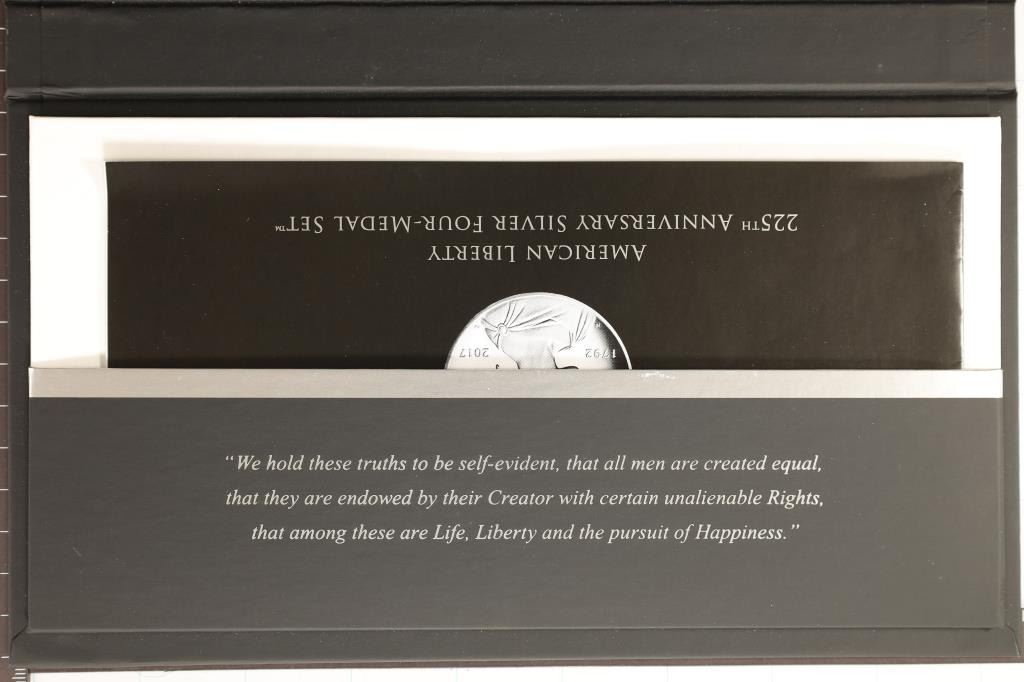 AMERICAN LIBERTY
225TH ANNIVERSARY SILVER FOUR-MEDAL SET™
1792 2017
“We hold these truths to be self-evident, that all men are created equal,
that they are endowed by their Creator with certain unalienable Rights,
that among these are Life, Liberty and the pursuit of Happiness.”